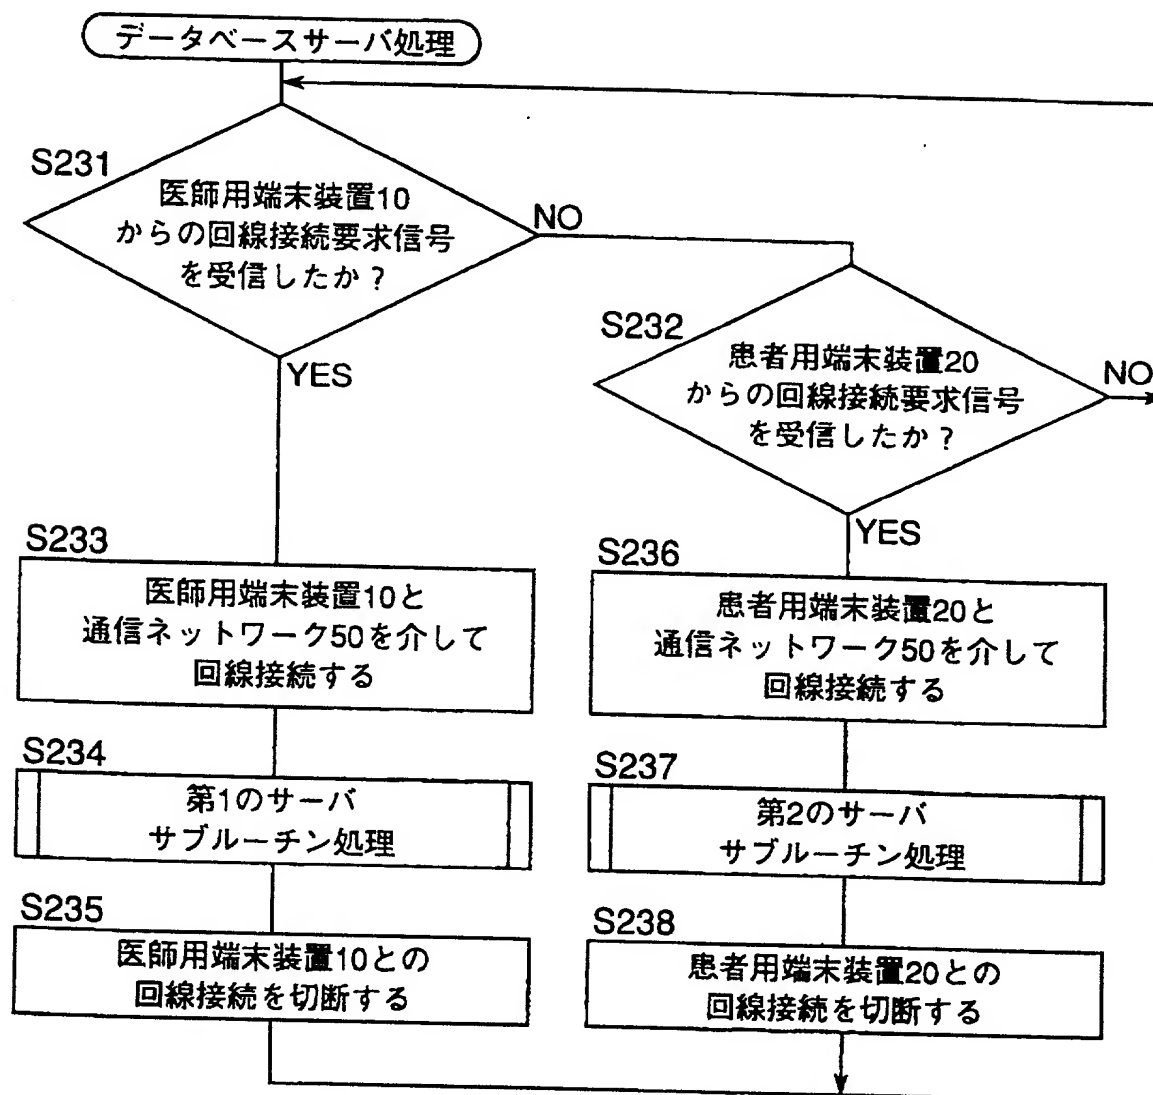 データベースサーバ処理
S231
医師用端末装置10
からの回線接続要求信号
を受信したか?
NO
YES
S232
患者用端末装置20
からの回線接続要求信号
を受信したか?
NO
YES
S233
医師用端末装置10と
通信ネットワーク50を介して
回線接続する
S236
患者用端末装置20と
通信ネットワーク50を介して
回線接続する
S234
第1のサーバ
サブルーチン処理
S237
第2のサーバ
サブルーチン処理
S235
医師用端末装置10との
回線接続を切断する
S238
患者用端末装置20との
回線接続を切断する